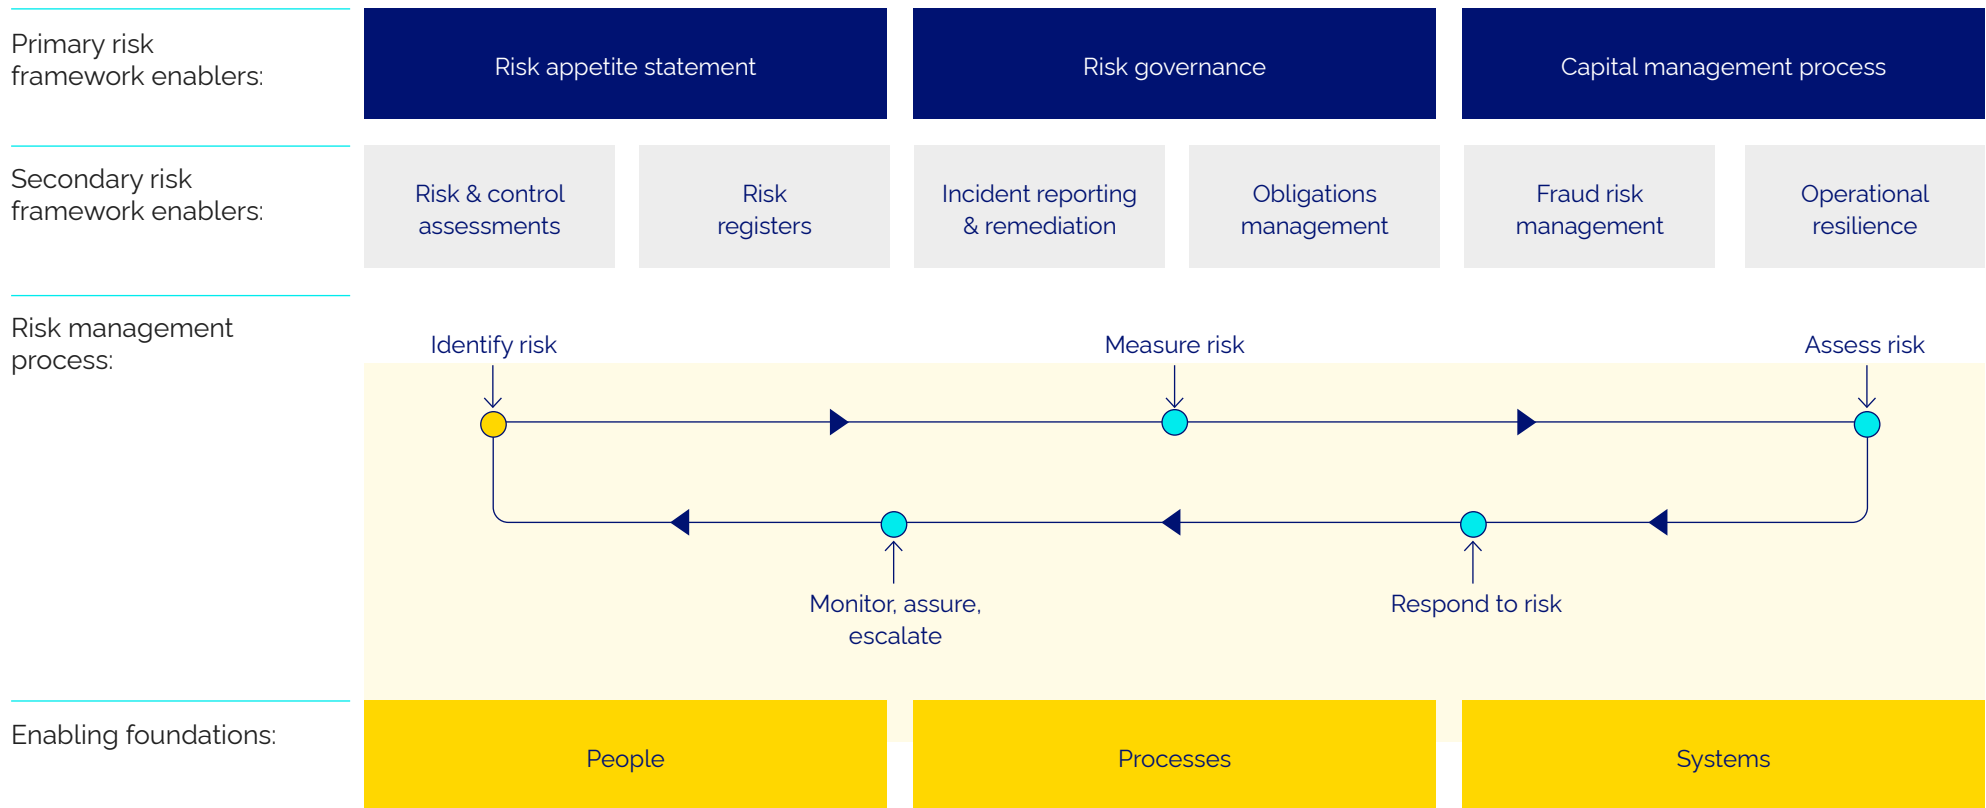 Primary risk
framework enablers:
Risk appetite statement
Risk governance
Capital management process
Secondary risk
framework enablers:
Risk & control
assessments
Risk
registers
Incident reporting
& remediation
Obligations
management
Fraud risk
management
Operational
resilience
Risk management
process:
Identify risk
Measure risk
Assess risk
Monitor, assure,
escalate
Respond to risk
Enabling foundations:
People
Processes
Systems